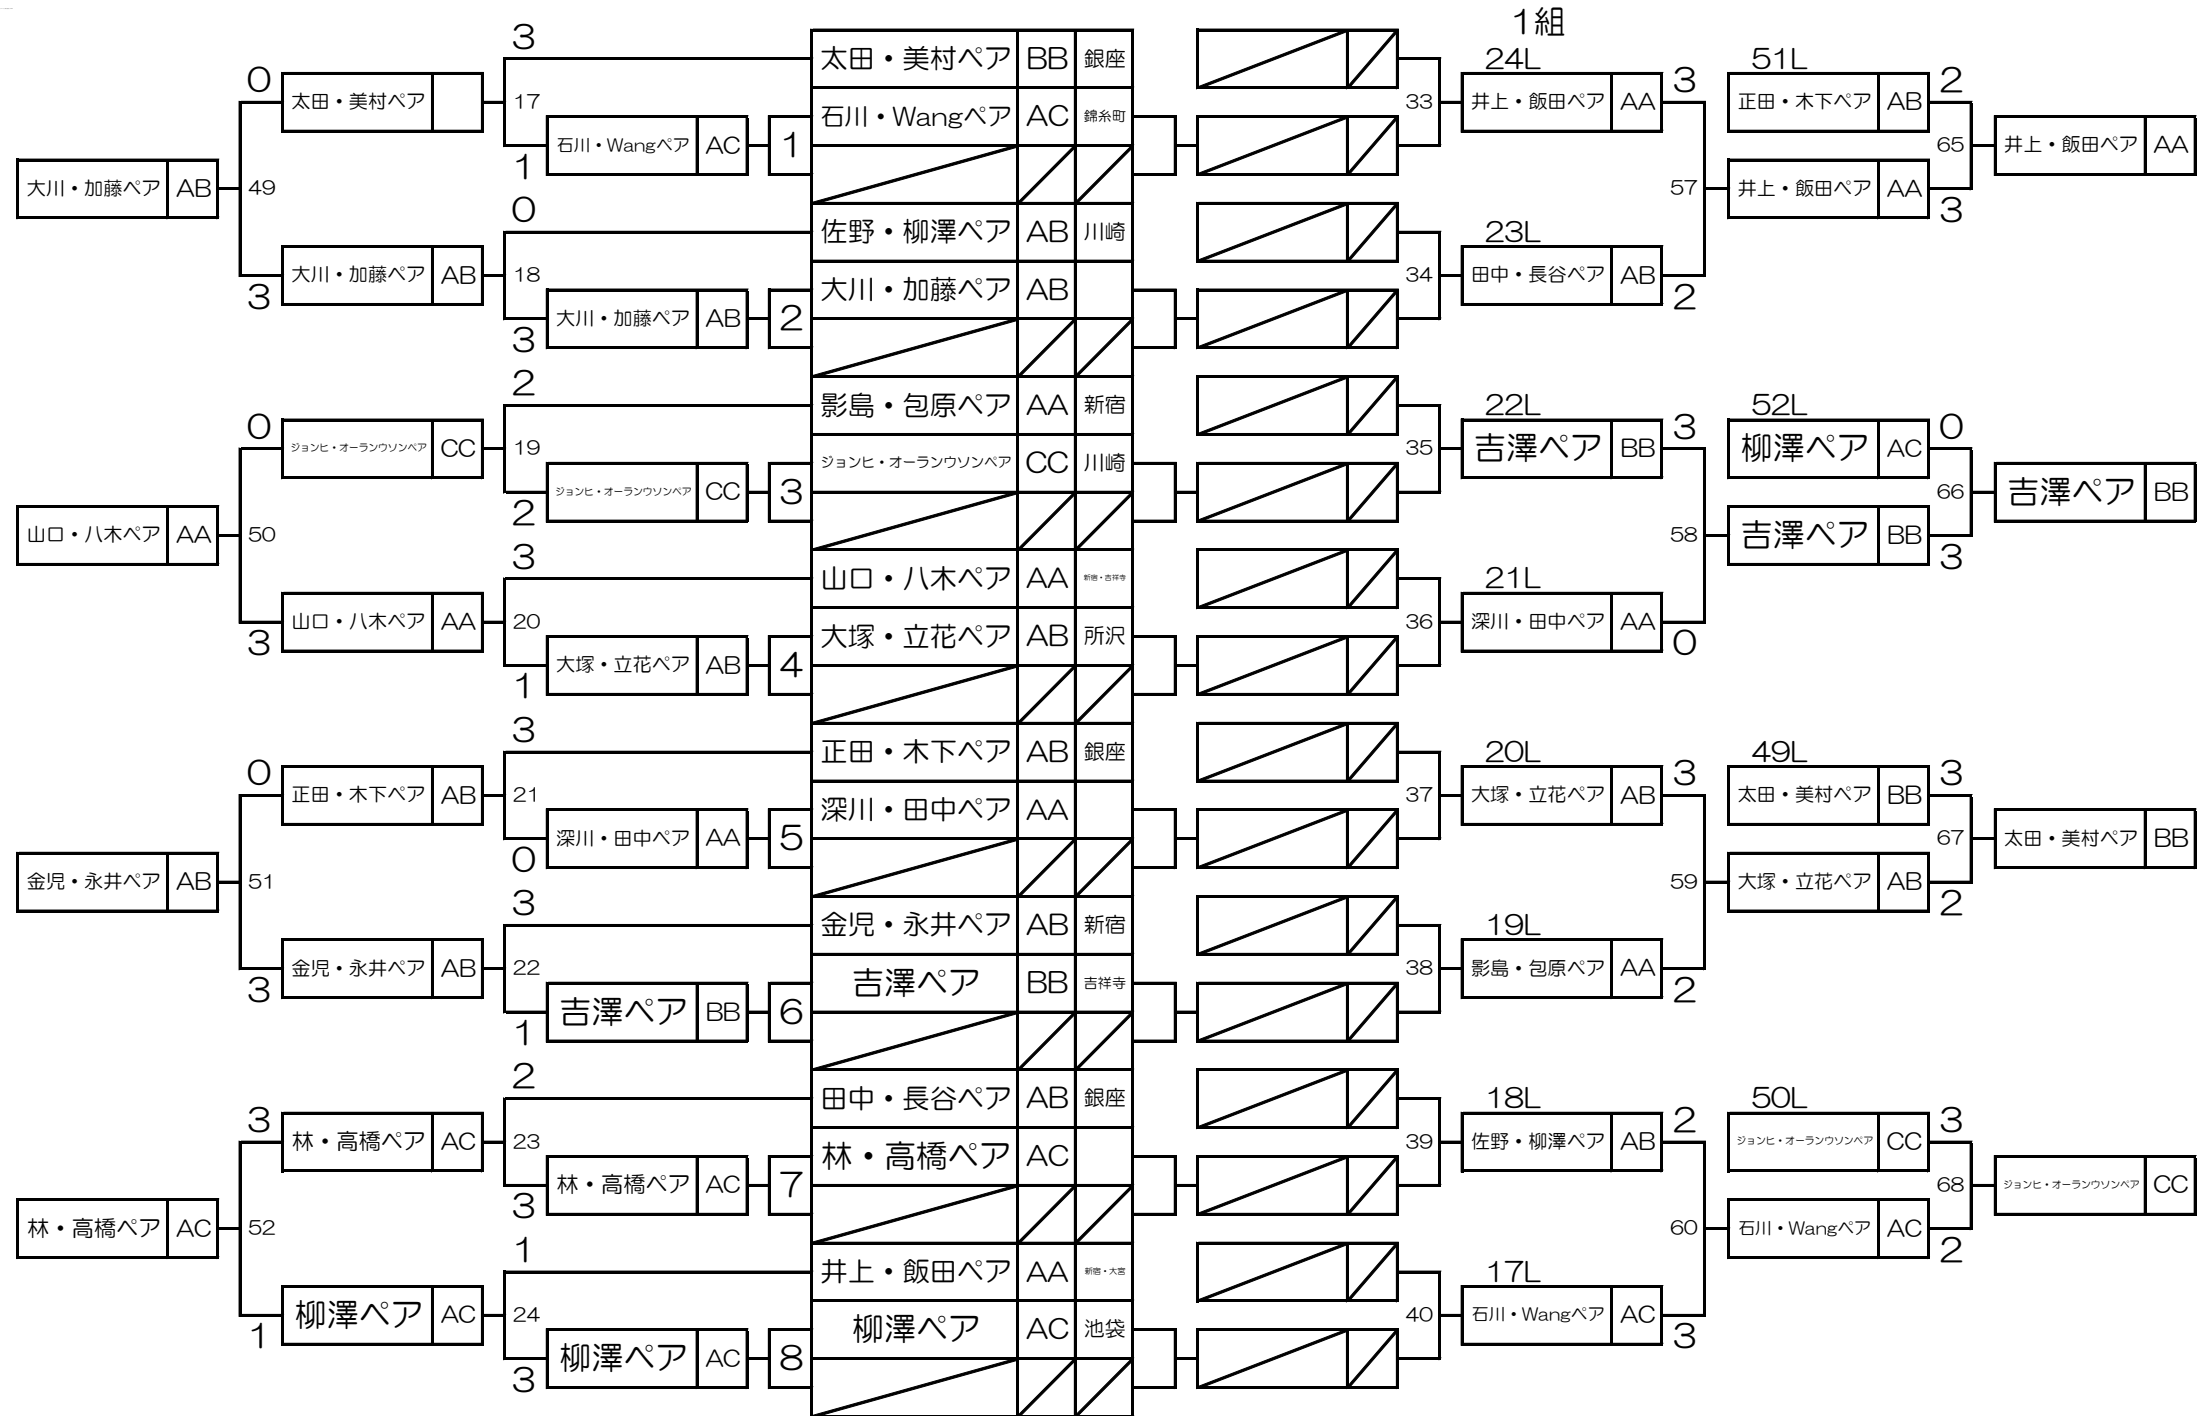 1組
3
太田・美村ペア BB 銀座
24L
51L
0
太田・美村ペア
17
石川・Wangペア AC 錦糸町
33
井上・飯田ペア AA
3
正田・木下ペア AB
2
1
石川・Wangペア AC
1
65
井上・飯田ペア AA
大川・加藤ペア AB
49
57
井上・飯田ペア AA
3
0
佐野・柳澤ペア AB 川崎
23L
3
大川・加藤ペア AB
18
大川・加藤ペア AB
34
田中・長谷ペア AB
2
3
大川・加藤ペア AB
2
2
影島・包原ペア AA 新宿
22L
52L
0
ジョンヒ・オーランウソンペア CC
19
ジョンヒ・オーランウソンペア CC 川崎
35
吉澤ペア BB
3
柳澤ペア AC
0
2
ジョンヒ・オーランウソンペア CC
3
66
吉澤ペア BB
山口・八木ペア AA
50
58
吉澤ペア BB
3
3
山口・八木ペア AA 新宿・吉祥寺
21L
3
山口・八木ペア AA
20
大塚・立花ペア AB 所沢
36
深川・田中ペア AA
0
1
大塚・立花ペア AB
4
3
正田・木下ペア AB 銀座
20L
49L
0
正田・木下ペア AB
21
深川・田中ペア AA
37
大塚・立花ペア AB
3
太田・美村ペア BB
3
0
深川・田中ペア AA
5
67
太田・美村ペア BB
金児・永井ペア AB
51
59
大塚・立花ペア AB
2
3
金児・永井ペア AB 新宿
19L
3
金児・永井ペア AB
22
吉澤ペア BB 吉祥寺
38
影島・包原ペア AA
2
1
吉澤ペア BB
6
2
田中・長谷ペア AB 銀座
18L
50L
3
林・高橋ペア AC
23
林・高橋ペア AC
39
佐野・柳澤ペア AB
2
ジョンヒ・オーランウソンペア CC
3
3
林・高橋ペア AC
7
68
ジョンヒ・オーランウソンペア CC
林・高橋ペア AC
52
60
石川・Wangペア AC
2
1
井上・飯田ペア AA 新宿・大宮
17L
1
柳澤ペア AC
24
柳澤ペア AC 池袋
40
石川・Wangペア AC
3
3
柳澤ペア AC
8